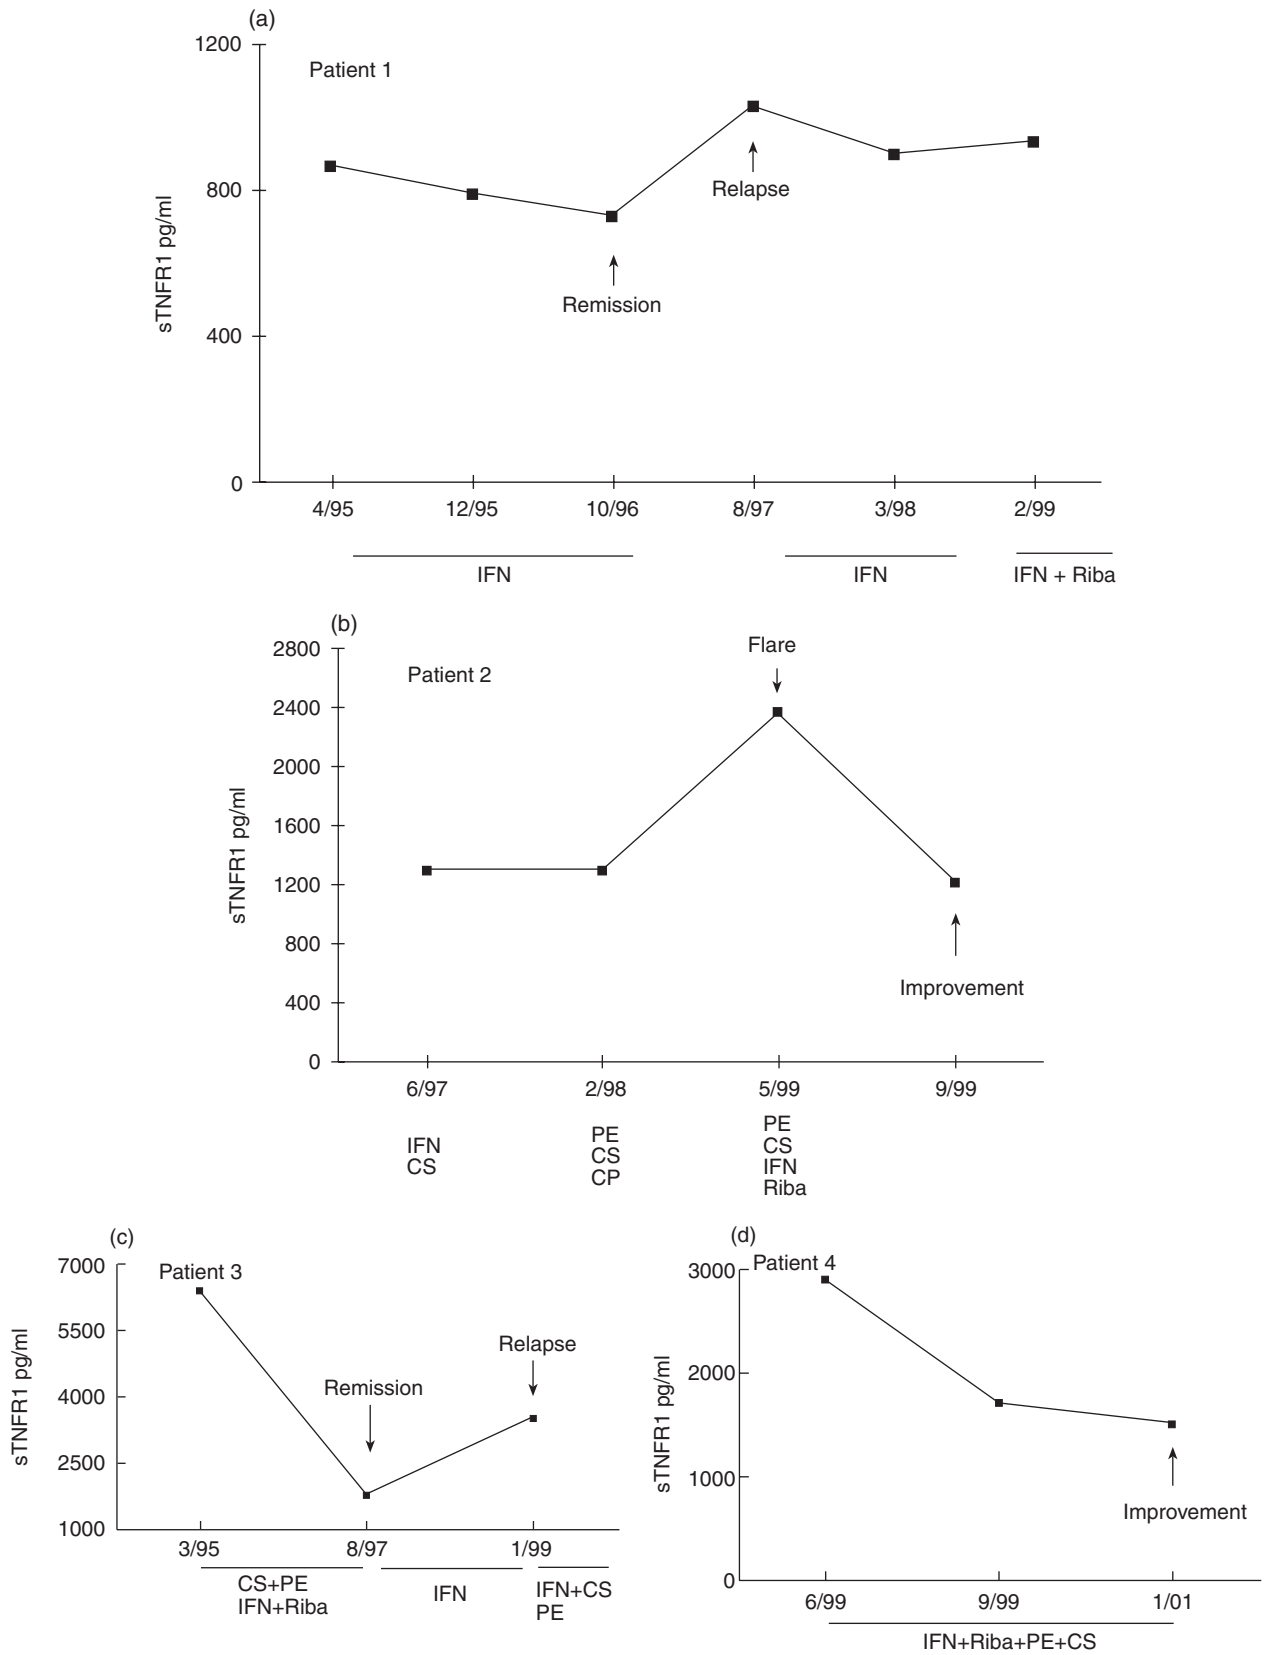 (a)
1200
Patient 1
800
Relapse
sTNFR1 pg/ml
Remission
400
0
4/95 12/95 10/96 8/97 3/98 2/99
IFN IFN IFN + Riba
(b)
2800
Flare
Patient 2
2400
2000
1600
sTNFR1 pg/ml
1200
800
Improvement
400
0
6/97 2/98 5/99 9/99
IFN
CS
PE
CS
CP
PE
CS
IFN
Riba
(c)
7000
Patient 3
5500
Relapse
Remission
4000
sTNFR1 pg/ml
2500
1000
3/95 8/97 1/99
CS+PE
IFN+Riba
IFN
IFN+CS
PE
(d)
3000
Patient 4
2000
sTNFR1 pg/ml
1000
Improvement
0
6/99 9/99 1/01
IFN+Riba+PE+CS